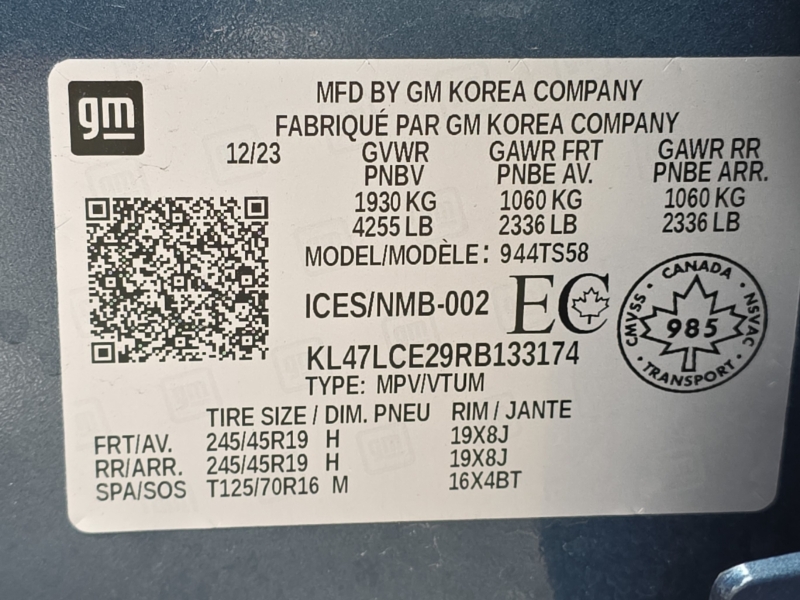 gm
MFD BY GM KOREA COMPANY
FABRIQUÉ PAR GM KOREA COMPANY
12/23 GVWR GAWR FRT GAWR RR
PNBV PNBE AV. PNBE ARR.
1930 KG 1060 KG 1060 KG
4255 LB 2336 LB 2336 LB
MODEL/MODÈLE: 944TS58
ICES/NMB-002 EC T
CANADA
CMVSS 985 NSVAC
TRANSPORT
KL47LCE29RB133174
TYPE: MPV/VTUM
TIRE SIZE / DIM. PNEU RIM / JANTE
FRT/AV. 245/45R19 H 19X8J
RR/ARR. 245/45R19 H 19X8J
SPA/SOS T125/70R16 M 16X4BT